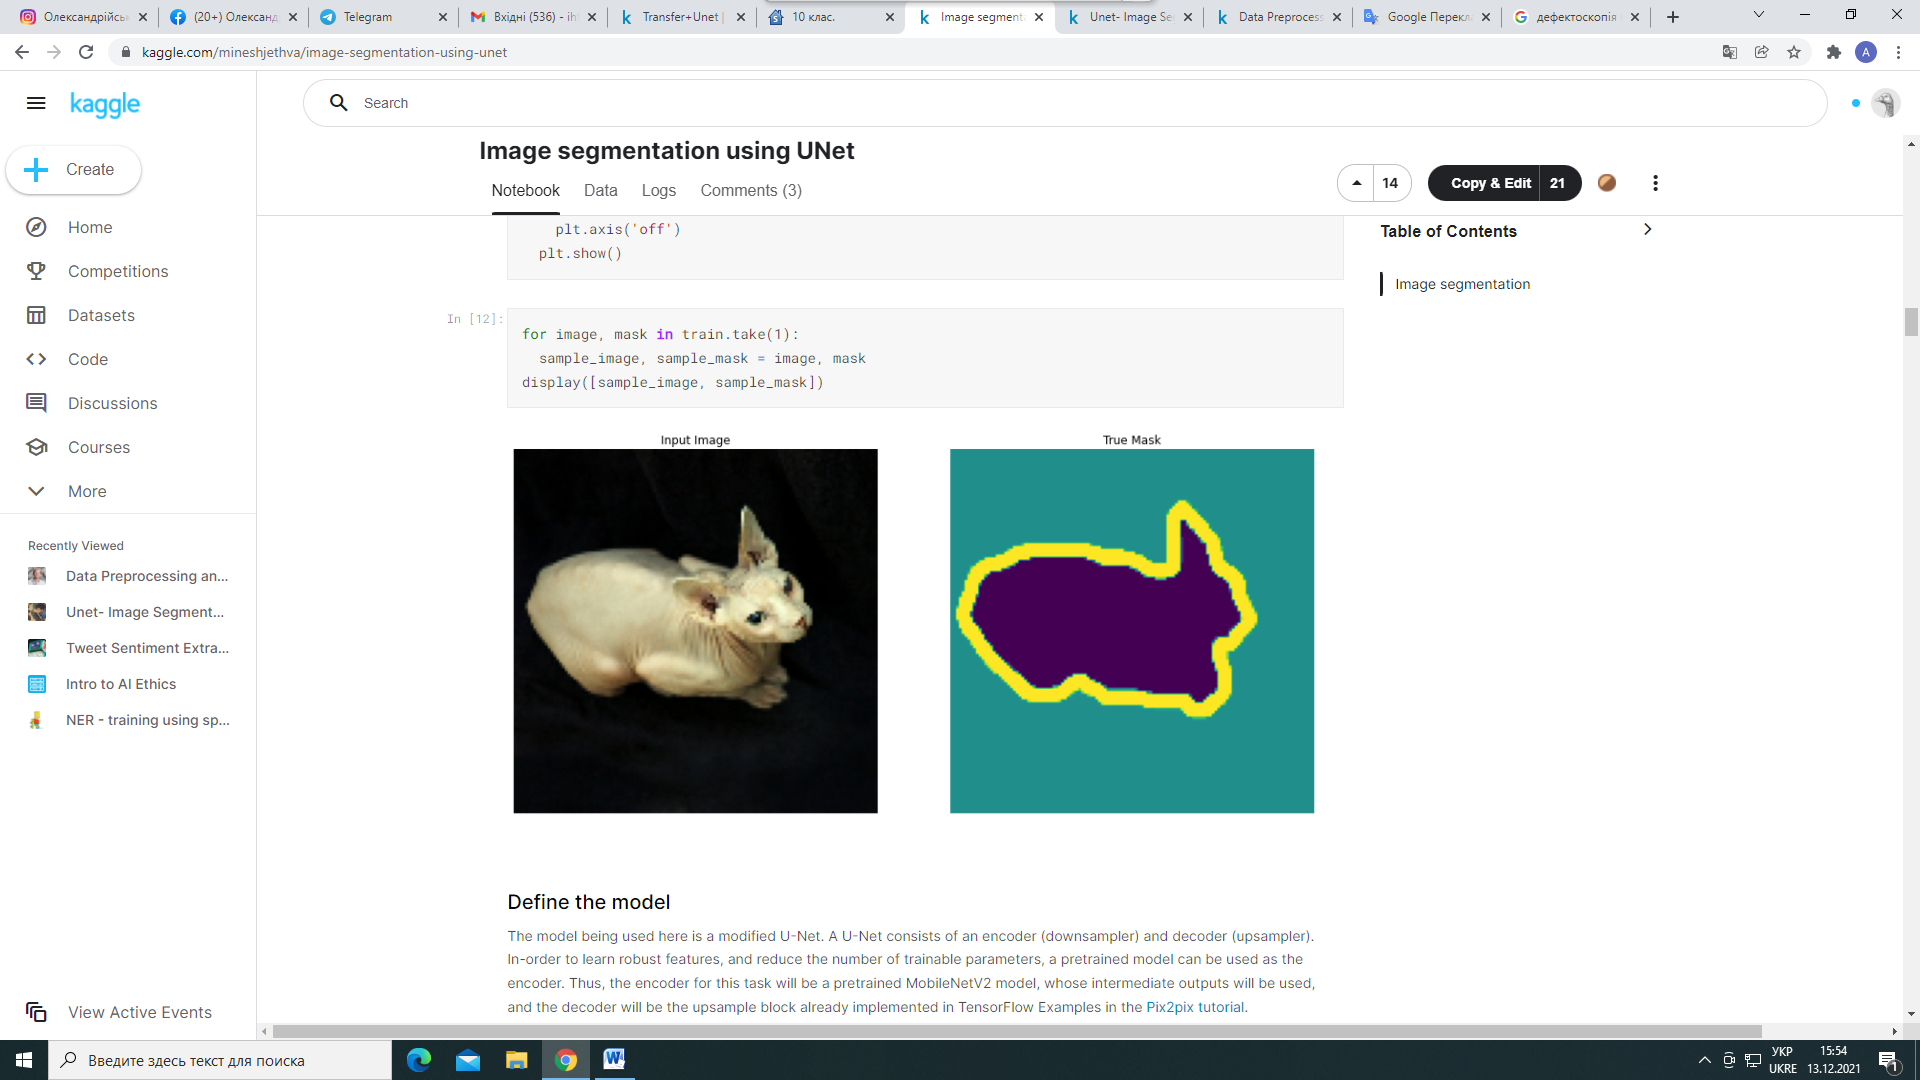 Олександрійськ
(20+) Олександ
Telegram
Вхідні (536) - ih
Transfer+Unet |
10 клас.
Image segment
Unet- Image Se
Data Preprocess
Google Перекла
дефектоскопія
kaggle.com/mineshjethva/image-segmentation-using-unet
A
kaggle
Search
Create
Home
Competitions
Datasets
Code
Discussions
Courses
More
Recently Viewed
Data Preprocessing an...
Unet- Image Segment...
Tweet Sentiment Extra...
Intro to AI Ethics
NER - training using sp...
View Active Events
Image segmentation using UNet
Notebook Data Logs Comments (3)
14
Copy & Edit 21
plt.axis('off')
plt.show()
Table of Contents
Image segmentation
In [12]:
for image, mask in train.take(1):
sample_image, sample_mask = image, mask
display([sample_image, sample_mask])
Input Image
True Mask
Define the model
The model being used here is a modified U-Net. A U-Net consists of an encoder (downsampler) and decoder (upsampler).
In-order to learn robust features, and reduce the number of trainable parameters, a pretrained model can be used as the
encoder. Thus, the encoder for this task will be a pretrained MobileNetV2 model, whose intermediate outputs will be used,
and the decoder will be the upsample block already implemented in TensorFlow Examples in the Pix2pix tutorial.
Введите здесь текст для поиска
УКР
UKRE
15:54
13.12.2021
1